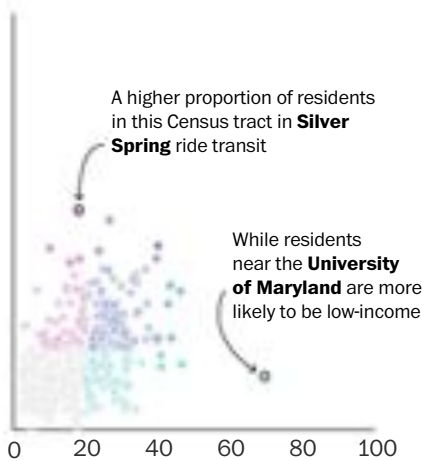 A higher proportion of residents
in this Census tract in Silver
Spring ride transit
While residents
near the University
of Maryland are more
likely to be low-income
0 20 40 60 80 100